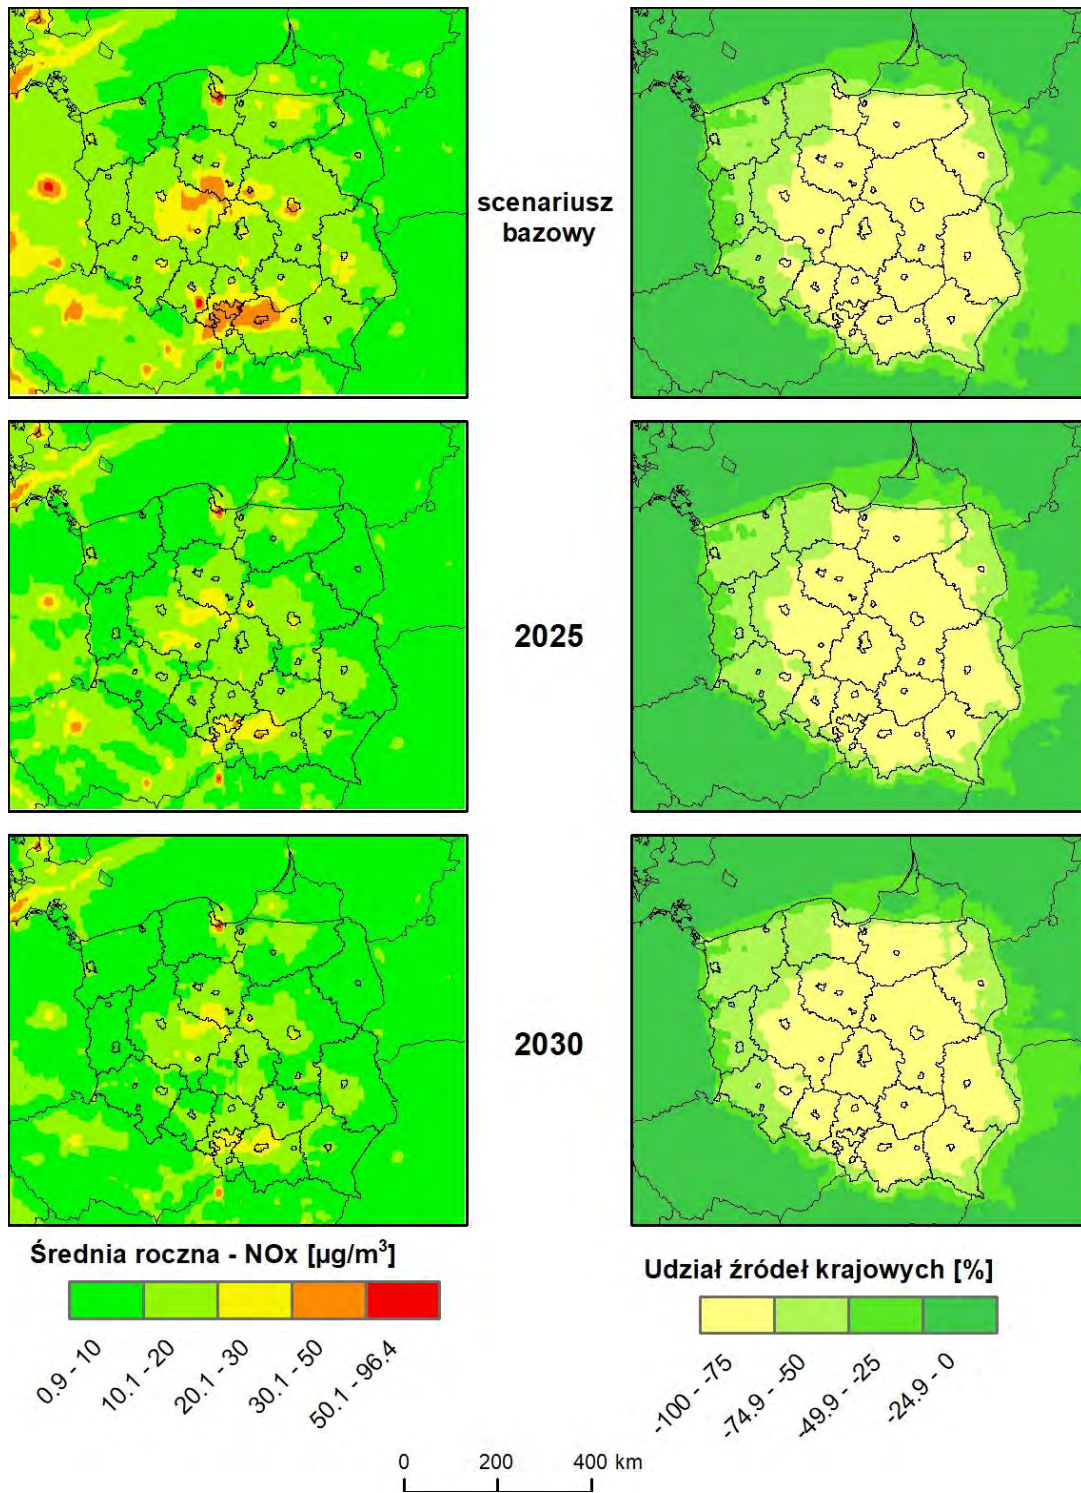 scenariusz
bazowy
2025
2030
Średnia roczna - NOx [µg/m³]
0.9 - 10
10.1 - 20
20.1 - 30
30.1 - 50
50.1 - 96.4
Udział źródeł krajowych [%]
-100 - -75
-74.9 - -50
-49.9 - -25
-24.9 - 0
0 200 400 km